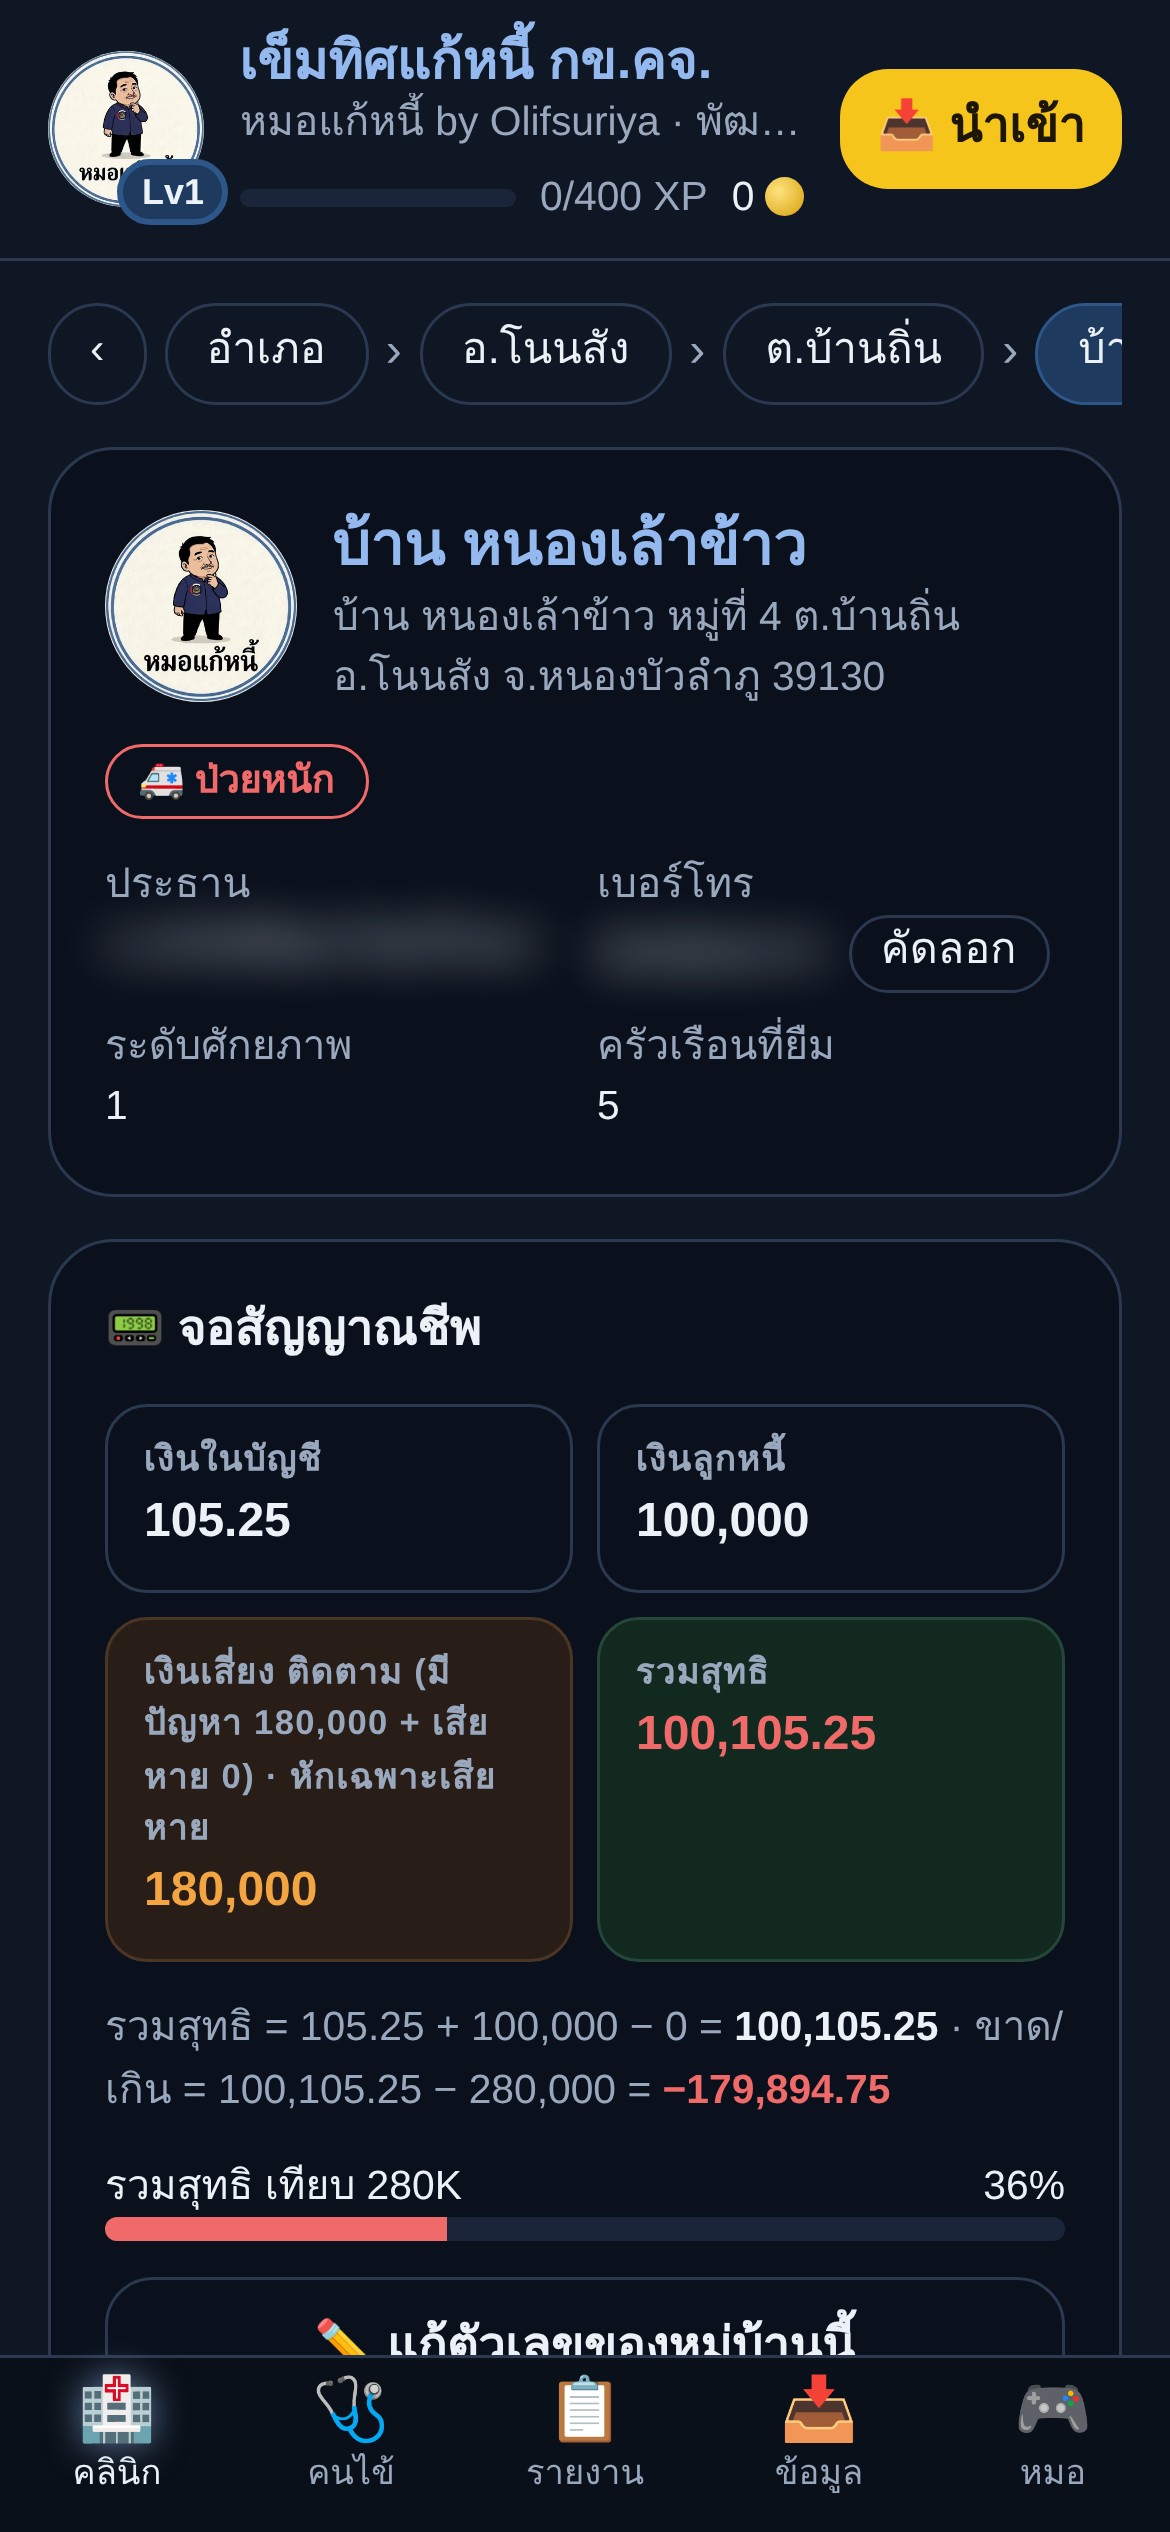 เข็มทิศแก้หนี้ กข.คจ.
หมอแก้หนี้ by Olifsuriya · พัฒ...
Lv1
0/400 XP 0
📥 นำเข้า
‹ อำเภอ › อ.โนนสัง › ต.บ้านถิ่น ›
บ้าน หนองเล้าข้าว
บ้าน หนองเล้าข้าว หมู่ที่ 4 ต.บ้านถิ่น
อ.โนนสัง จ.หนองบัวลำภู 39130
หมอแก้หนี้
🚑 ป่วยหนัก
ประธาน
เบอร์โทร
คัดลอก
ระดับศักยภาพ
1
ครัวเรือนที่ยืม
5
📟 จอสัญญาณชีพ
เงินในบัญชี
105.25
เงินลูกหนี้
100,000
เงินเสี่ยง ติดตาม (มี
ปัญหา 180,000 + เสีย
หาย 0) · หักเฉพาะเสีย
หาย
180,000
รวมสุทธิ
100,105.25
รวมสุทธิ = 105.25 + 100,000 − 0 = 100,105.25 · ขาด/
เกิน = 100,105.25 − 280,000 = −179,894.75
รวมสุทธิ เทียบ 280K 36%
✏️ แก้ตัวเลขของหมู่บ้านนี้
คลินิก
คนไข้
รายงาน
ข้อมูล
หมอ